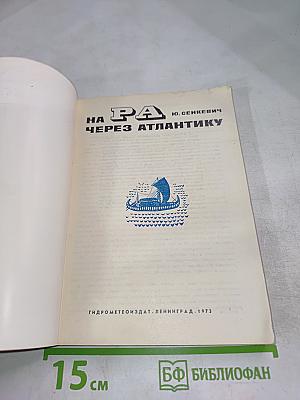 НА РА Ю. СЕНКЕВИЧ
ЧЕРЕЗ АТЛАНТИКУ
ГИДРОМЕТЕОИЗДАТ. ЛЕНИНГРАД. 1973
15 см
БФ БИБЛИОФАН